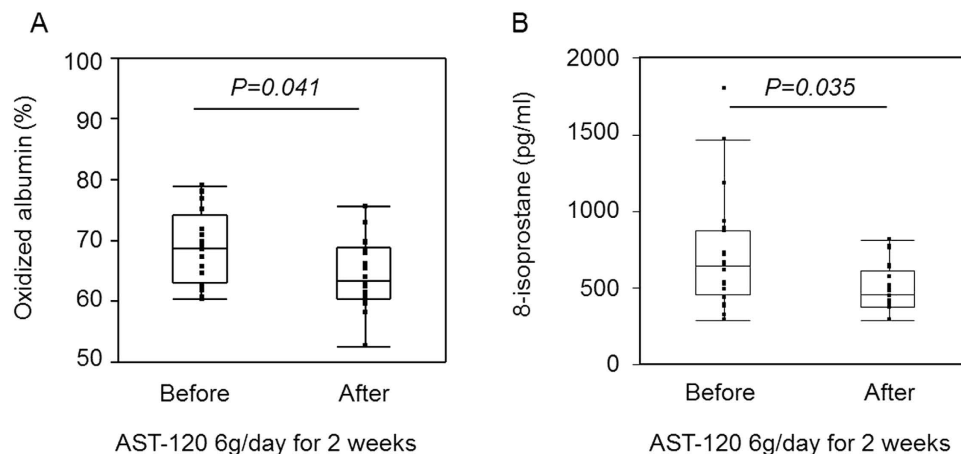 A
Oxidized albumin (%)
100
90
80
70
60
50
P=0.041
Before
After
AST-120 6g/day for 2 weeks
B
8-isoprostane (pg/ml)
2000
1500
1000
500
0
P=0.035
Before
After
AST-120 6g/day for 2 weeks